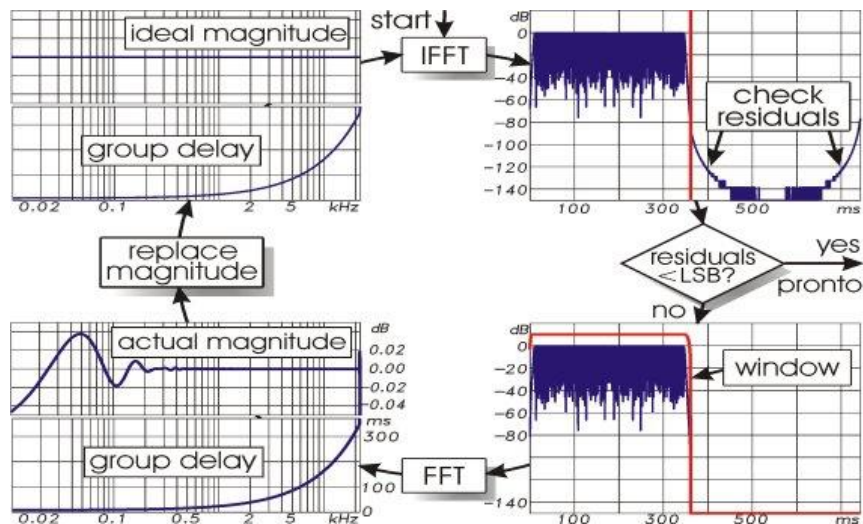 ideal magnitude
group delay
0.02 0.1 2 5 kHz
start
IFFT
dB
0
-40
-60
-80
-100
-120
-140
100 300 500 ms
check
residuals
residuals
<LSB?
yes
pronto
no
replace
magnitude
actual magnitude
dB
0.02
0.00
-0.02
-0.04
group delay
ms
300
100
0
0.02 0.1 0.5 2 5 kHz
FFT
dB
0
-20
-40
-60
-80
-140
100 300 500 ms
window